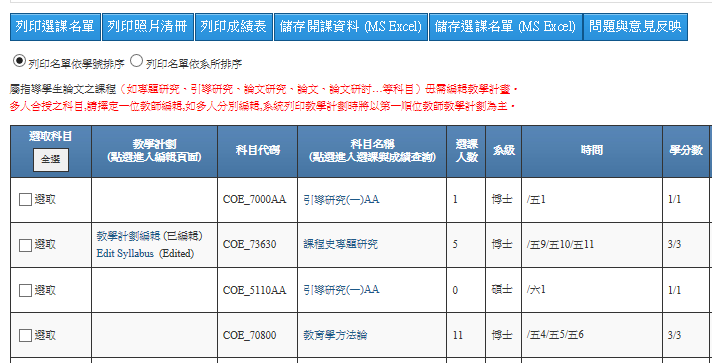 列印選課名單 列印照片清冊 列印成績表 儲存開課資料 (MS Excel) 儲存選課名單 (MS Excel) 問題與意見反映
列印名單依學號排序 列印名單依系所排序
屬指導學生論文之課程（如專題研究、引導研究、論文研究、論文、論文研討...等科目）毋需編輯教學計畫。
多人合授之科目,請擇定一位教師編輯,如多人分別編輯,系統列印教學計劃時將以第一順位教師教學計劃為主。
選取科目 全選 教學計劃 (點選進入編輯頁面) 科目代碼 科目名稱 (點選進入選課與成績查詢) 選課人數 系級 時間 學分數
選取 COE_7000AA 引導研究(一)AA 1 博士 /五1 1/1
選取 教學計劃編輯 (已編輯) COE_73630 課程史專題研究 5 博士 /五9/五10/五11 3/3
Edit Syllabus (Edited)
選取 COE_5110AA 引導研究(一)AA 0 碩士 /六1 1/1
選取 COE_70800 教育學方法論 11 博士 /五4/五5/五6 3/3